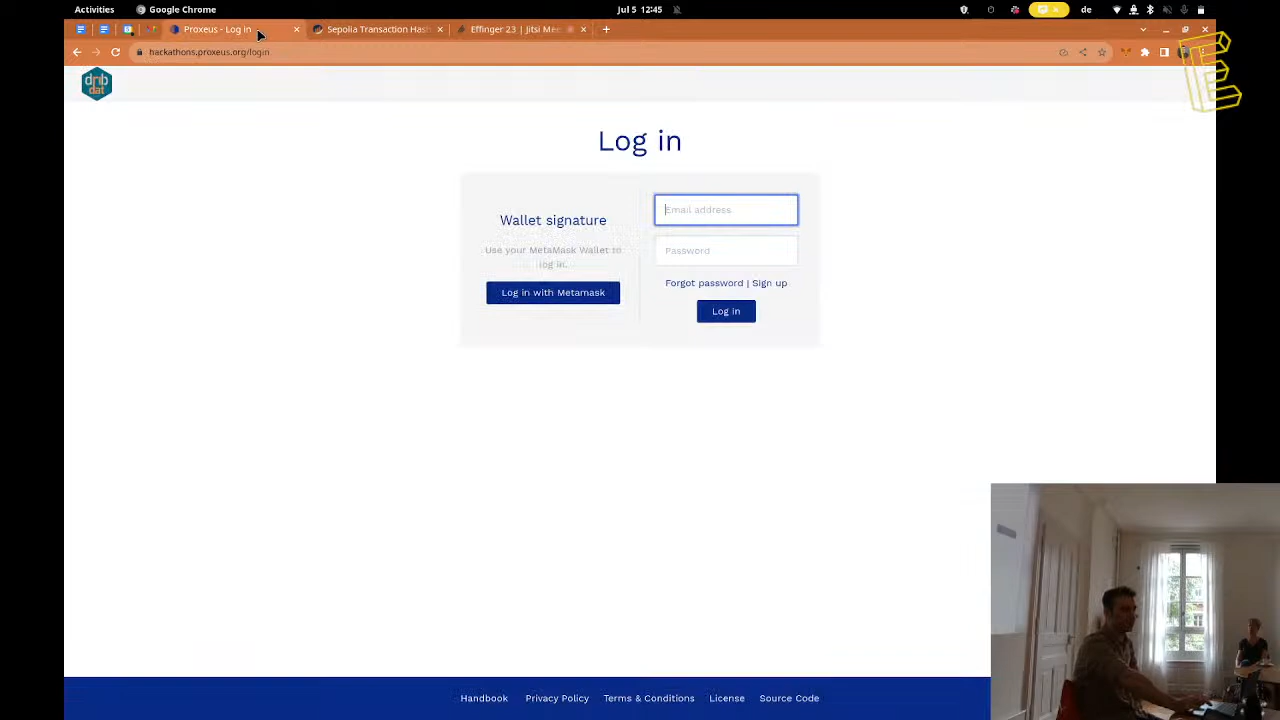 Activities
Google Chrome
Jul 5 12:45
de
Proxeus - Log in
Sepolia Transaction Hash
Effinger 23 | Jitsi Mee
hackathons.proxeus.org/login
drib
dat
Log in
Wallet signature
Use your MetaMask Wallet to
log in.
Log in with Metamask
Email address
Password
Forgot password | Sign up
Log in
Handbook
Privacy Policy
Terms & Conditions
License
Source Code